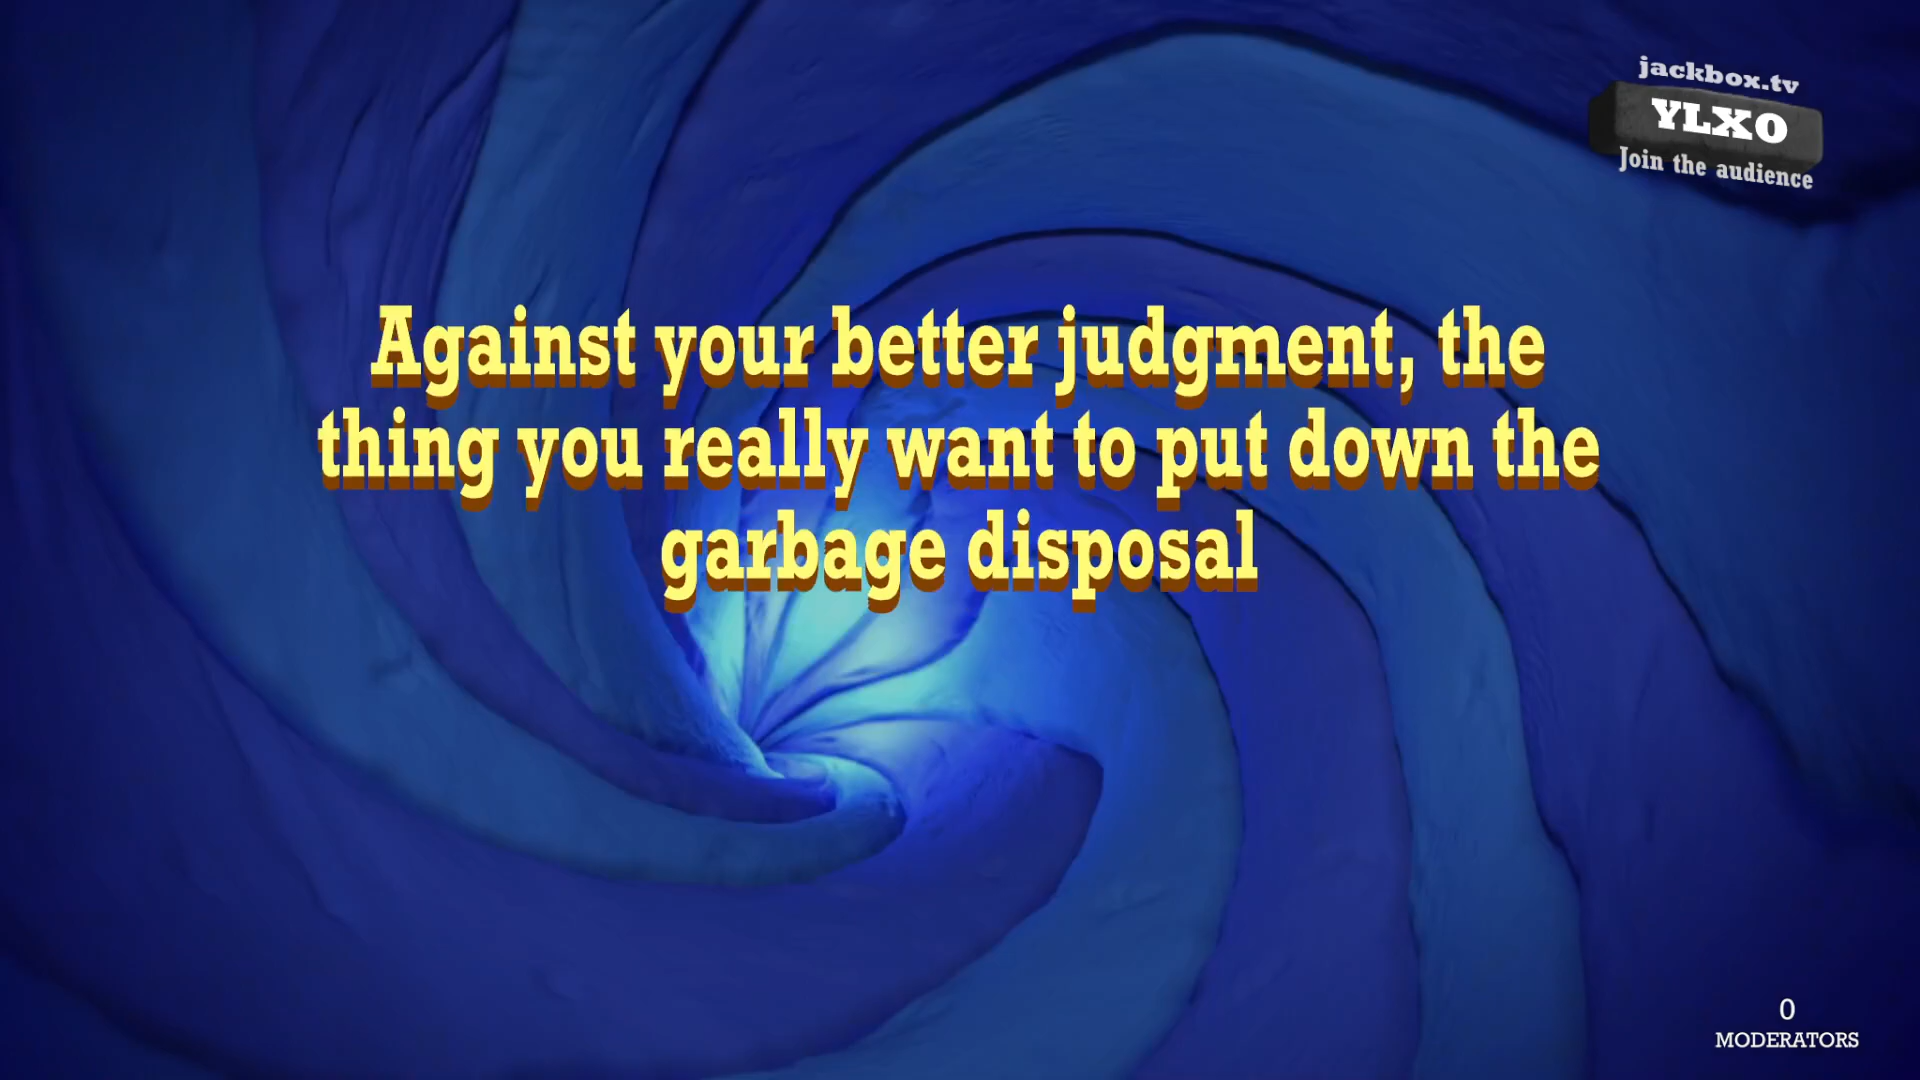 jackbox.tv
YLXO
Join the audience
Against your better judgment, the
thing you really want to put down the
garbage disposal
0
MODERATORS